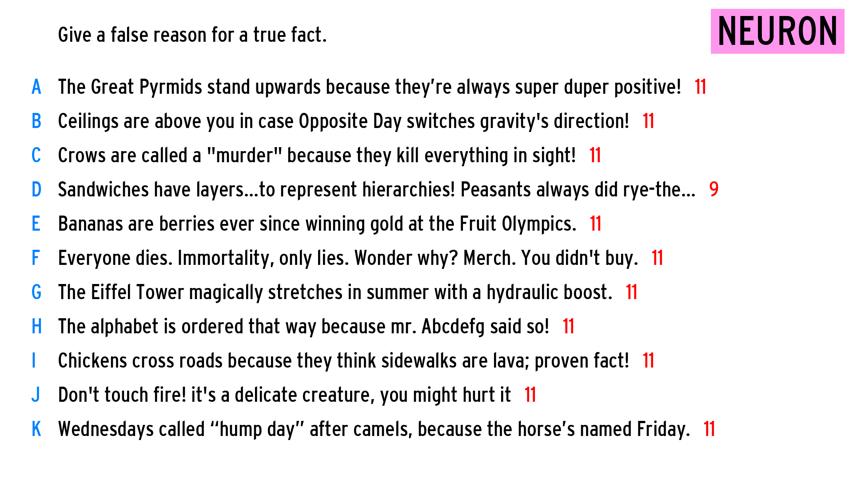 Give a false reason for a true fact.
NEURON
A The Great Pyrmids stand upwards because they’re always super duper positive! 11
B Ceilings are above you in case Opposite Day switches gravity's direction! 11
C Crows are called a "murder" because they kill everything in sight! 11
D Sandwiches have layers...to represent hierarchies! Peasants always did rye-the... 9
E Bananas are berries ever since winning gold at the Fruit Olympics. 11
F Everyone dies. Immortality, only lies. Wonder why? Merch. You didn't buy. 11
G The Eiffel Tower magically stretches in summer with a hydraulic boost. 11
H The alphabet is ordered that way because mr. Abcdefg said so! 11
I Chickens cross roads because they think sidewalks are lava; proven fact! 11
J Don't touch fire! it's a delicate creature, you might hurt it 11
K Wednesdays called “hump day” after camels, because the horse’s named Friday. 11